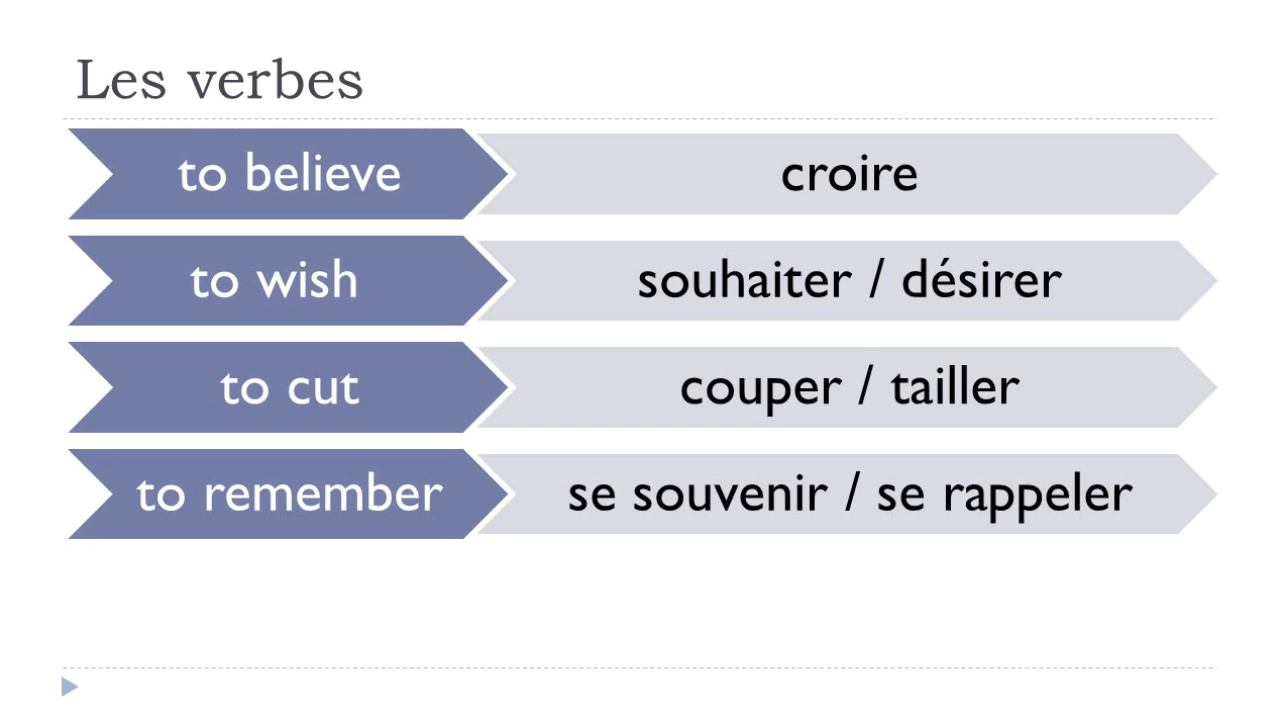 Les verbes
to believe croire
to wish souhaiter / désirer
to cut couper / tailler
to remember se souvenir / se rappeler